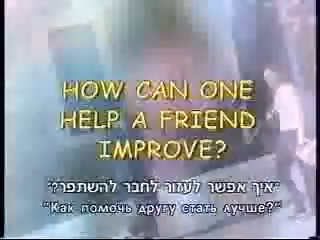 HOW CAN ONE
HELP A FRIEND
IMPROVE?
"איך אפשר לעזור לחבר להשתפר?"
"Как помочь другу стать лучше?"